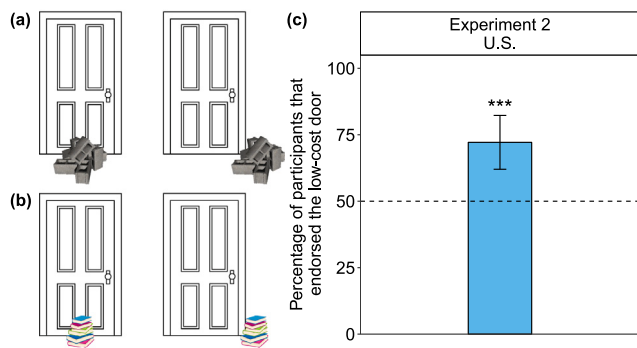 (a)
(b)
(c)
Experiment 2
U.S.
Percentage of participants that
endorsed the low-cost door
100
75
50
25
0
***